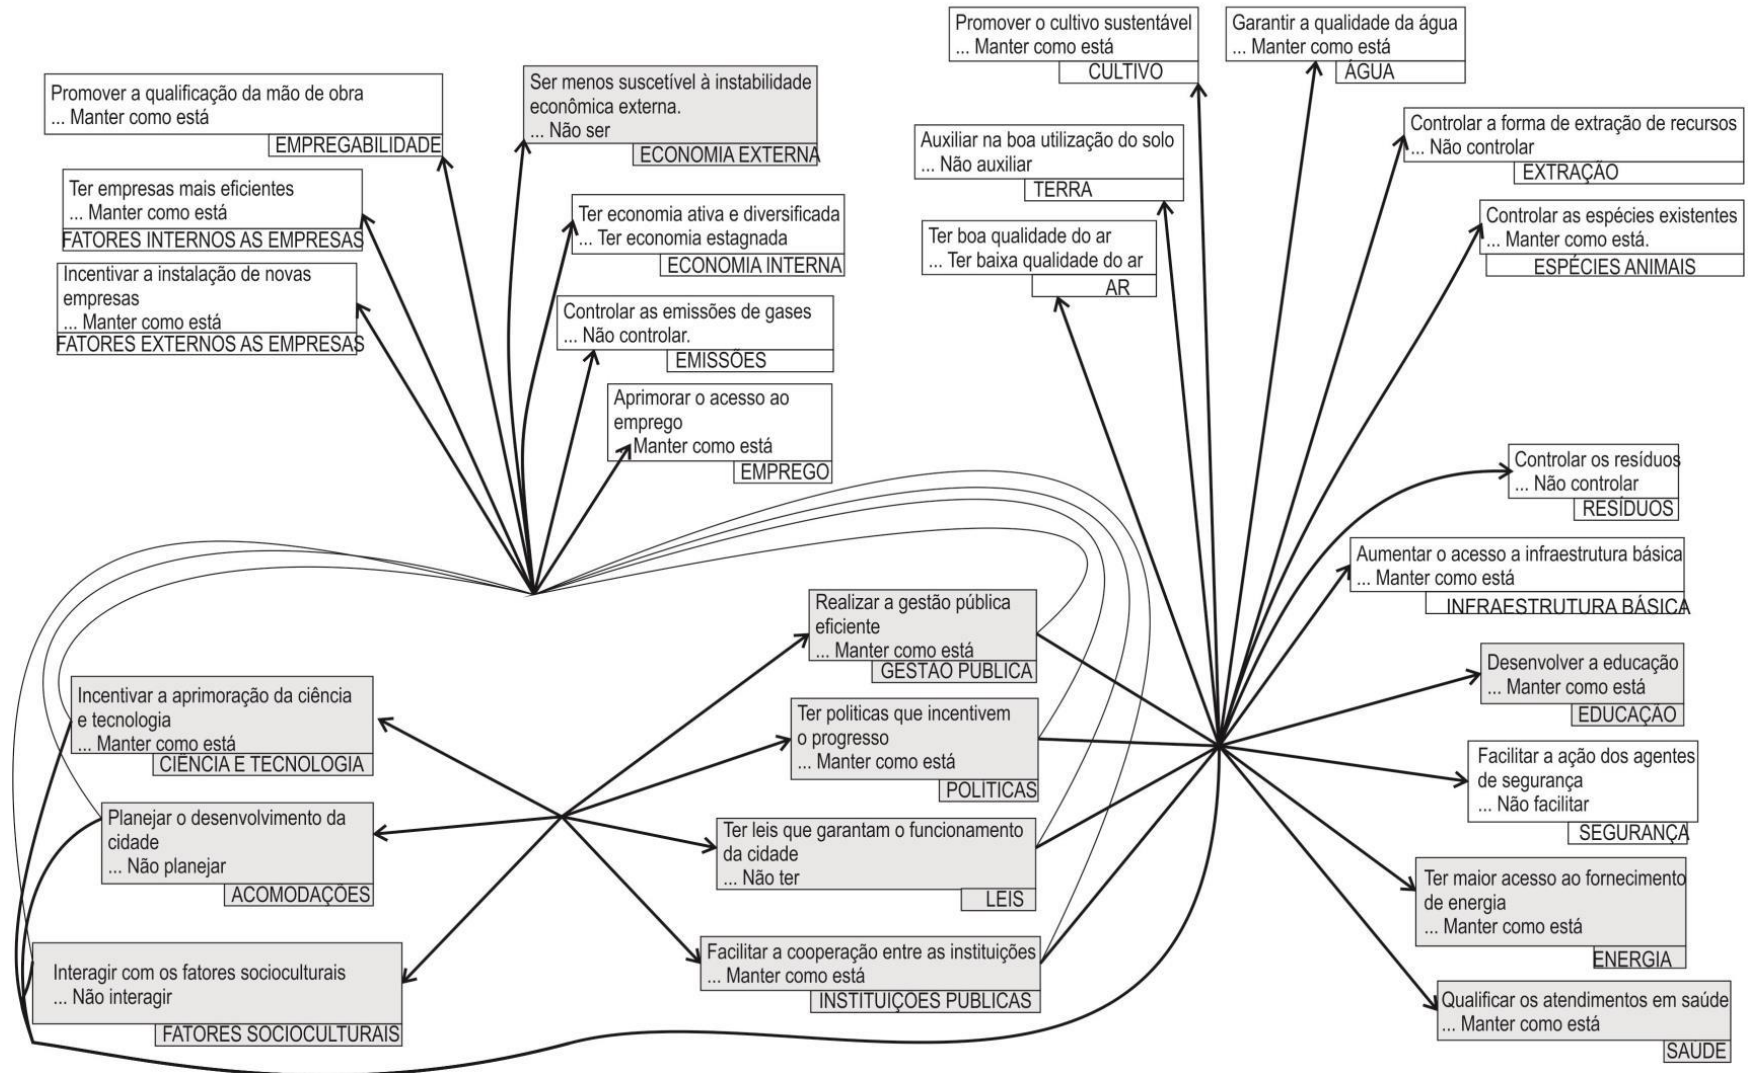 Promover a qualificação da mão de obra
... Manter como está
EMPREGABILIDADE
Ter empresas mais eficientes
... Manter como está
FATORES INTERNOS AS EMPRESAS
Incentivar a instalação de novas
empresas
... Manter como está
FATORES EXTERNOS AS EMPRESAS
Ser menos suscetível à instabilidade
econômica externa.
... Não ser
ECONOMIA EXTERNA
Ter economia ativa e diversificada
... Ter economia estagnada
ECONOMIA INTERNA
Controlar as emissões de gases
... Não controlar.
EMISSÕES
Aprimorar o acesso ao
emprego
Manter como está
EMPREGO
Promover o cultivo sustentável
... Manter como está
CULTIVO
Garantir a qualidade da água
... Manter como está
ÁGUA
Auxiliar na boa utilização do solo
... Não auxiliar
TERRA
Ter boa qualidade do ar
... Ter baixa qualidade do ar
AR
Controlar a forma de extração de recursos
... Não controlar
EXTRAÇÃO
Controlar as espécies existentes
... Manter como está.
ESPÉCIES ANIMAIS
Controlar os resíduos
... Não controlar
RESÍDUOS
Aumentar o acesso a infraestrutura básica
... Manter como está
INFRAESTRUTURA BÁSICA
Realizar a gestão pública
eficiente
... Manter como está
GESTAO PUBLICA
Desenvolver a educação
... Manter como está
EDUCAÇÃO
Incentivar a aprimoração da ciência
e tecnologia
... Manter como está
CIÊNCIA E TECNOLOGIA
Ter politicas que incentivem
o progresso
... Manter como está
POLÍTICAS
Facilitar a ação dos agentes
de segurança
... Não facilitar
SEGURANÇA
Planejar o desenvolvimento da
cidade
... Não planejar
ACOMODAÇÕES
Ter leis que garantam o funcionamento
da cidade
... Não ter
LEIS
Ter maior acesso ao fornecimento
de energia
... Manter como está
ENERGIA
Interagir com os fatores socioculturais
... Não interagir
FATORES SOCIOCULTURAIS
Facilitar a cooperação entre as instituições
... Manter como está
INSTITUIÇOES PUBLICAS
Qualificar os atendimentos em saúde
... Manter como está
SAUDE